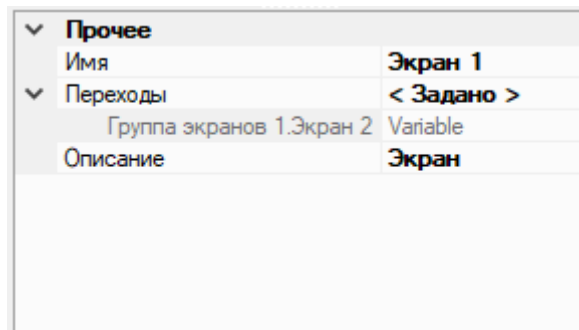 Прочее
Имя Экран 1
Переходы < Задано >
Группа экранов 1.Экран 2 Variable
Описание Экран